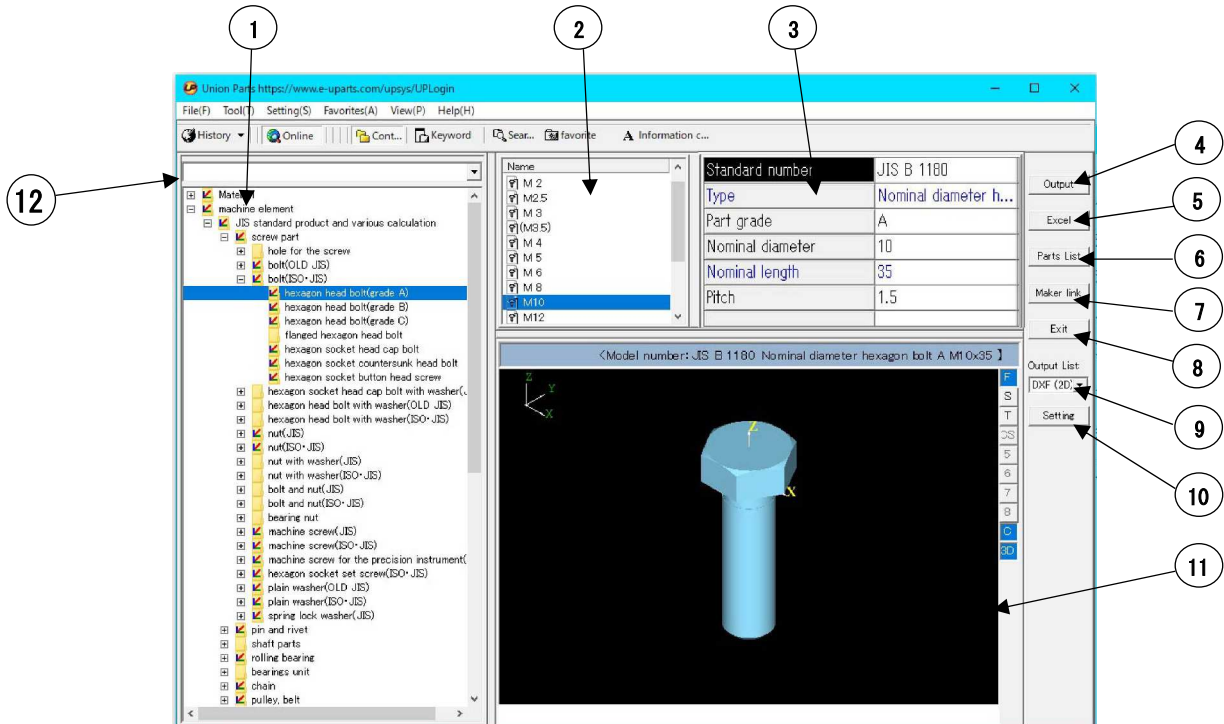 1
2
3
Union Parts https://www.e-uparts.com/upsys/UPLogin
File(F) Tool(T) Setting(S) Favorites(A) View(P) Help(H)
History Online Cont... Keyword Sear... favorite Information c...
12
Material
machine element
JIS standard product and various calculation
screw part
hole for the screw
bolt(OLD JIS)
bolt(ISO・JIS)
hexagon head bolt(grade A)
hexagon head bolt(grade B)
hexagon head bolt(grade C)
flanged hexagon head bolt
hexagon socket head cap bolt
hexagon socket countersunk head bolt
hexagon socket button head screw
hexagon socket head cap bolt with washer(J
hexagon head bolt with washer(OLD JIS)
hexagon head bolt with washer(ISO・JIS)
nut(JIS)
nut(ISO・JIS)
nut with washer(JIS)
nut with washer(ISO・JIS)
bolt and nut(JIS)
bolt and nut(ISO・JIS)
bearing nut
machine screw(JIS)
machine screw(ISO・JIS)
machine screw for the precision instrument(
hexagon socket set screw(ISO・JIS)
plain washer(OLD JIS)
plain washer(ISO・JIS)
spring lock washer(JIS)
pin and rivet
shaft parts
rolling bearing
bearings unit
chain
pulley, belt
Name
M 2
M2.5
M 3
(M3.5)
M 4
M 5
M 6
M 8
M10
M12
Standard number JIS B 1180
Type Nominal diameter h...
Part grade A
Nominal diameter 10
Nominal length 35
Pitch 1.5
<Model number: JIS B 1180 Nominal diameter hexagon bolt A M10x35 】
Z
Y
X
Z
X
F
S
T
CS
5
6
7
8
C
3D
Output
Excel
Parts List
Maker link
Exit
Output List
DXF (2D)
Setting
4
5
6
7
8
9
10
11